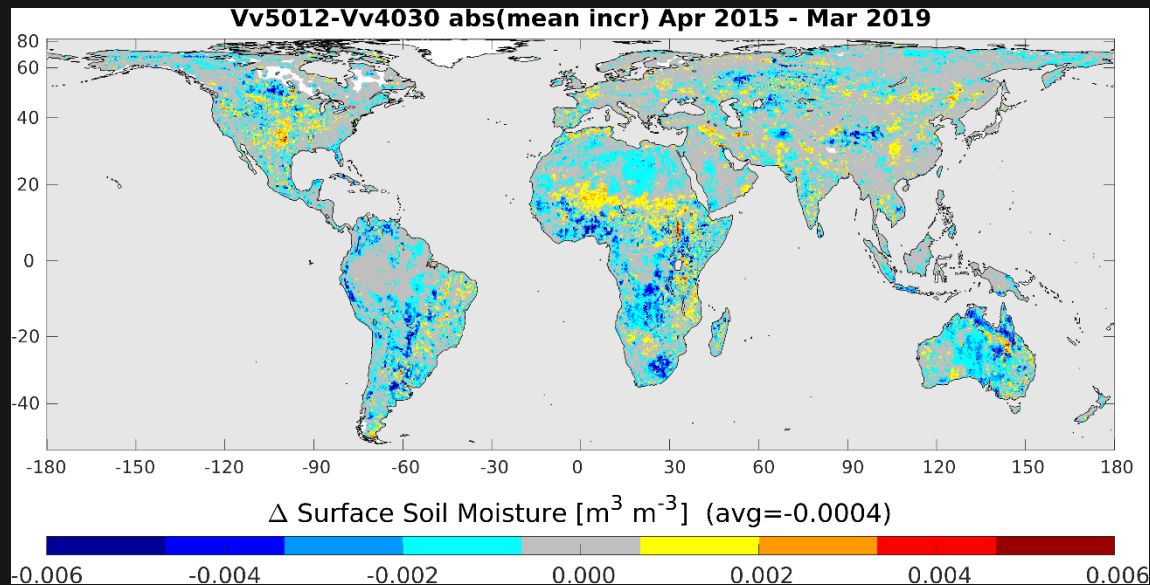 Vv5012-Vv4030 abs(mean incr) Apr 2015 - Mar 2019
80
60
40
20
0
-20
-40
-180 -120 -90 -60 -30 0 30 60 90 120 150 180
Δ Surface Soil Moisture [m³ m⁻³] (avg=-0.0004)
-0.006 -0.004 -0.002 0.000 0.002 0.004 0.006